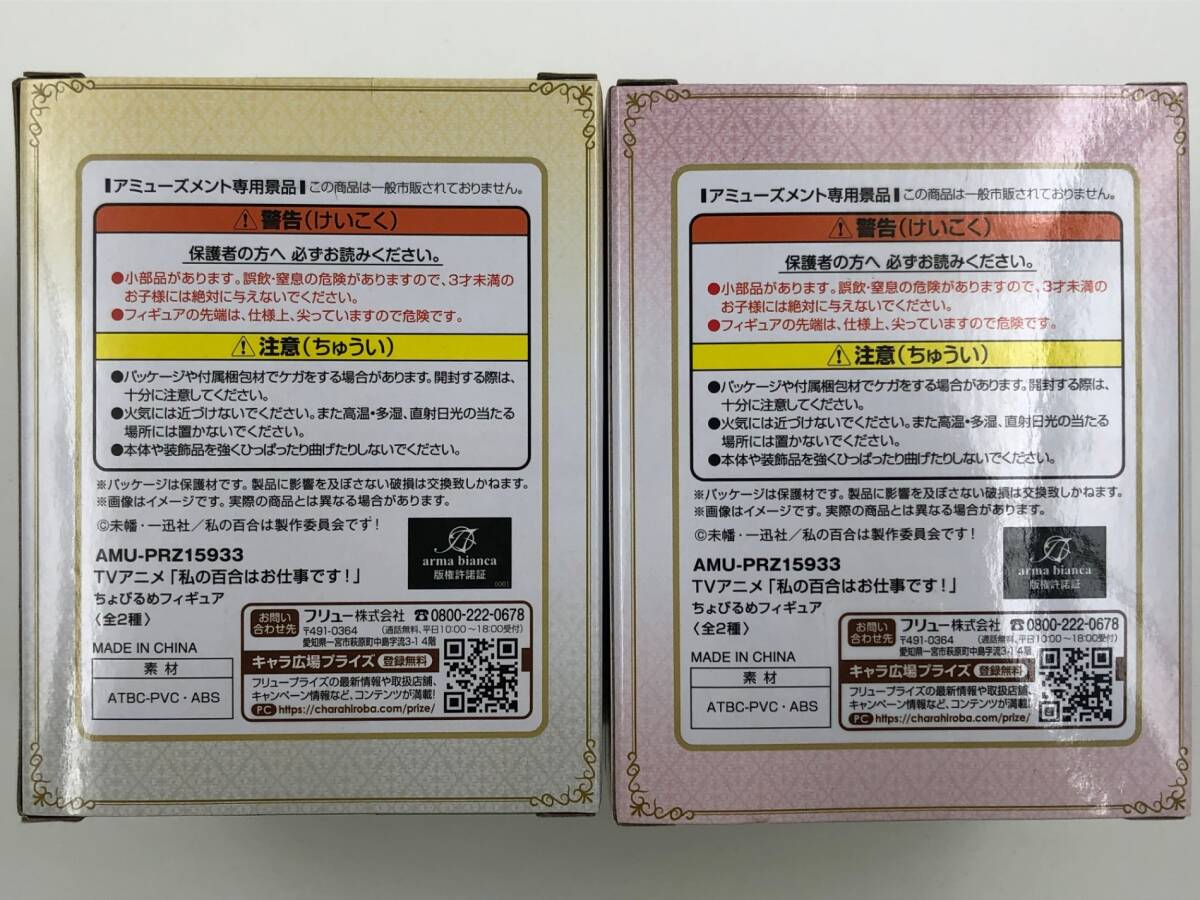 アミューズメント専用景品 この商品は一般市販されておりません。
⚠警告(けいこく)
保護者の方へ 必ずお読みください。
●小部品があります。誤飲・窒息の危険がありますので、3才未満の
お子様には絶対に与えないでください。
●フィギュアの先端は、仕様上、尖っていますので危険です。
⚠注意(ちゅうい)
●パッケージや付属梱包材でケガをする場合があります。開封する際は、
十分に注意してください。
●火気には近づけないでください。また高温・多湿、直射日光の当たる
場所には置かないでください。
●本体や装飾品を強くひっぱったり曲げたりしないでください。
※パッケージは保護材です。製品に影響を及ぼさない破損は交換致しかねます。
※画像はイメージです。実際の商品とは異なる場合があります。
©未幡・一迅社/私の百合は製作委員会です!
arma bianca
版権許諾証
0001
AMU-PRZ15933
TVアニメ「私の百合はお仕事です!」
ちょびるめフィギュア
〈全2種〉
MADE IN CHINA
素材
ATBC-PVC・ABS
お問い
合わせ先
フリュー株式会社 ☎0800-222-0678
〒491-0364 (通話無料、平日10:00〜18:00受付)
愛知県一宮市萩原町中島字流3-1 4階
キャラ広場プライズ 登録無料
フリュープライズの最新情報や取扱店舗、
キャンペーン情報など、コンテンツが満載!
PC https://charahiroba.com/prize/
アミューズメント専用景品 この商品は一般市販されておりません。
⚠警告(けいこく)
保護者の方へ 必ずお読みください。
●小部品があります。誤飲・窒息の危険がありますので、3才未満の
お子様には絶対に与えないでください。
●フィギュアの先端は、仕様上、尖っていますので危険です。
⚠注意(ちゅうい)
●パッケージや付属梱包材でケガをする場合があります。開封する際は、
十分に注意してください。
●火気には近づけないでください。また高温・多湿、直射日光の当たる
場所には置かないでください。
●本体や装飾品を強くひっぱったり曲げたりしないでください。
※パッケージは保護材です。製品に影響を及ぼさない破損は交換致しかねます。
※画像はイメージです。実際の商品とは異なる場合があります。
©未幡・一迅社/私の百合は製作委員会です!
arma bianca
版権許諾証
AMU-PRZ15933
TVアニメ「私の百合はお仕事です!」
ちょびるめフィギュア
〈全2種〉
MADE IN CHINA
素材
ATBC-PVC・ABS
お問い
合わせ先
フリュー株式会社 ☎0800-222-0678
〒491-0364 (通話無料、平日10:00〜18:00受付)
愛知県一宮市萩原町中島字流3-1 4階
キャラ広場プライズ 登録無料
フリュープライズの最新情報や取扱店舗、
キャンペーン情報など、コンテンツが満載!
PC https://charahiroba.com/prize/